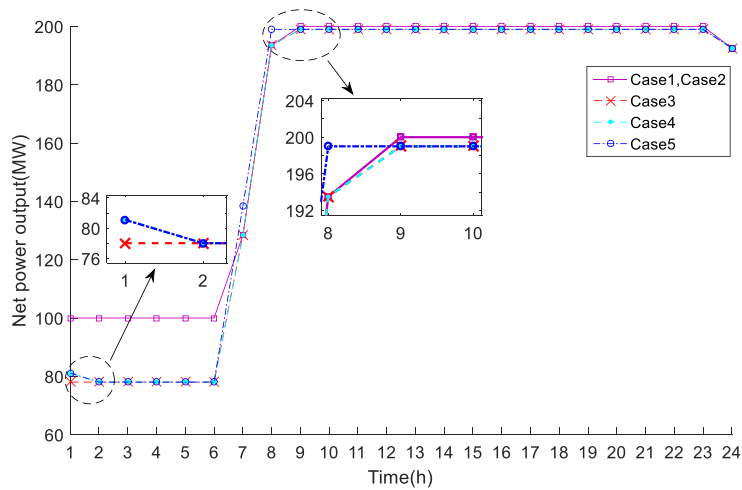 Net power output(MW)
200
180
160
140
120
100
80
60
1 2 3 4 5 6 7 8 9 10 11 12 13 14 15 16 17 18 19 20 21 22 23 24
Time(h)
Case1,Case2
Case3
Case4
Case5
204
200
196
192
8 9 10
84
80
76
1 2